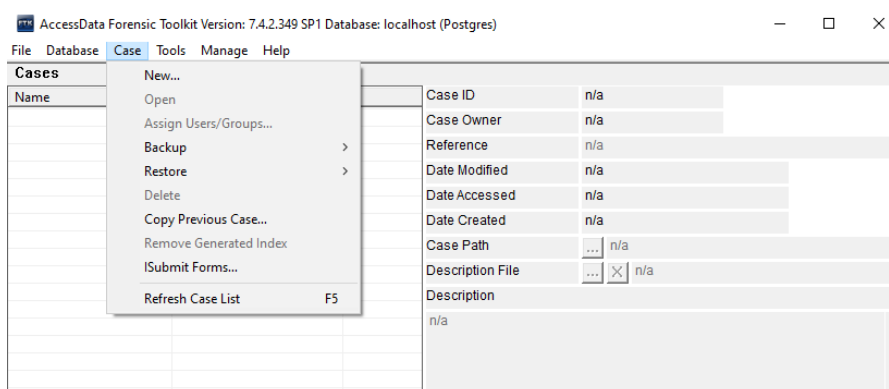 FTK AccessData Forensic Toolkit Version: 7.4.2.349 SP1 Database: localhost (Postgres)
File Database Case Tools Manage Help
Cases
Name
New...
Open
Assign Users/Groups...
Backup
Restore
Delete
Copy Previous Case...
Remove Generated Index
ISubmit Forms...
Refresh Case List F5
Case ID n/a
Case Owner n/a
Reference n/a
Date Modified n/a
Date Accessed n/a
Date Created n/a
Case Path ... n/a
Description File ... X n/a
Description
n/a